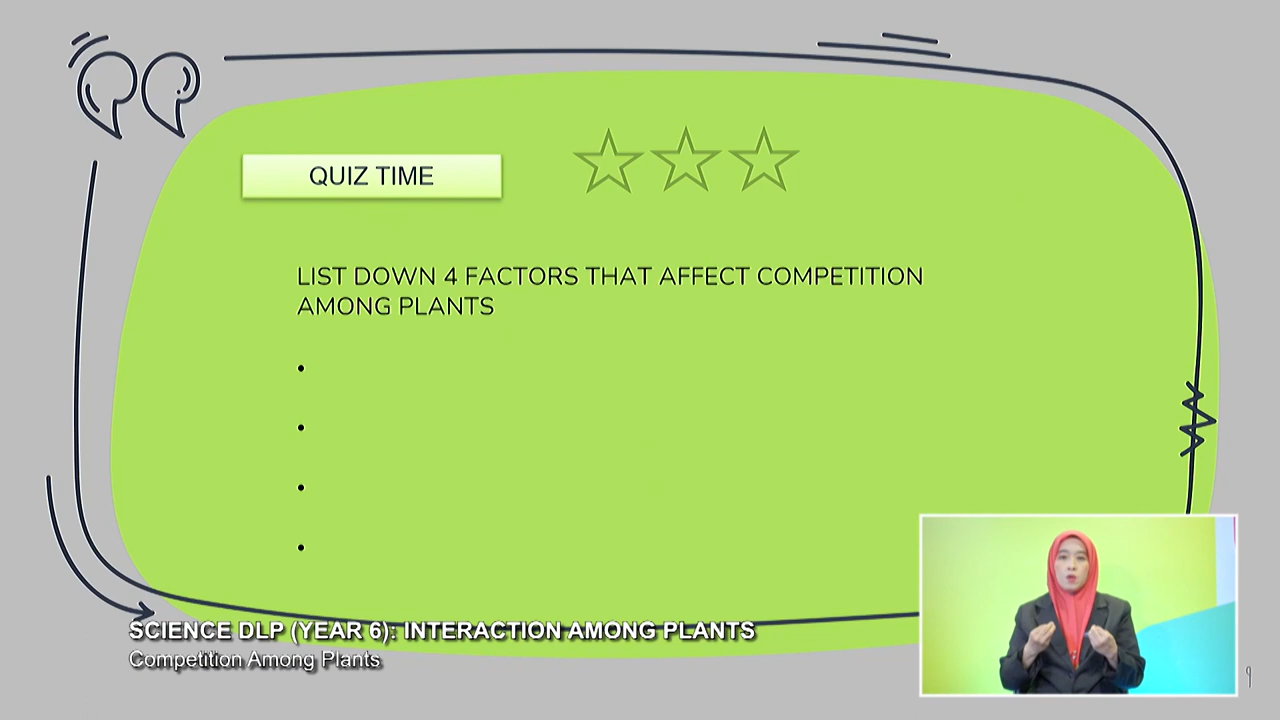 QUIZ TIME
LIST DOWN 4 FACTORS THAT AFFECT COMPETITION
AMONG PLANTS
•
•
•
•
SCIENCE DLP (YEAR 6): INTERACTION AMONG PLANTS
Competition Among Plants
9